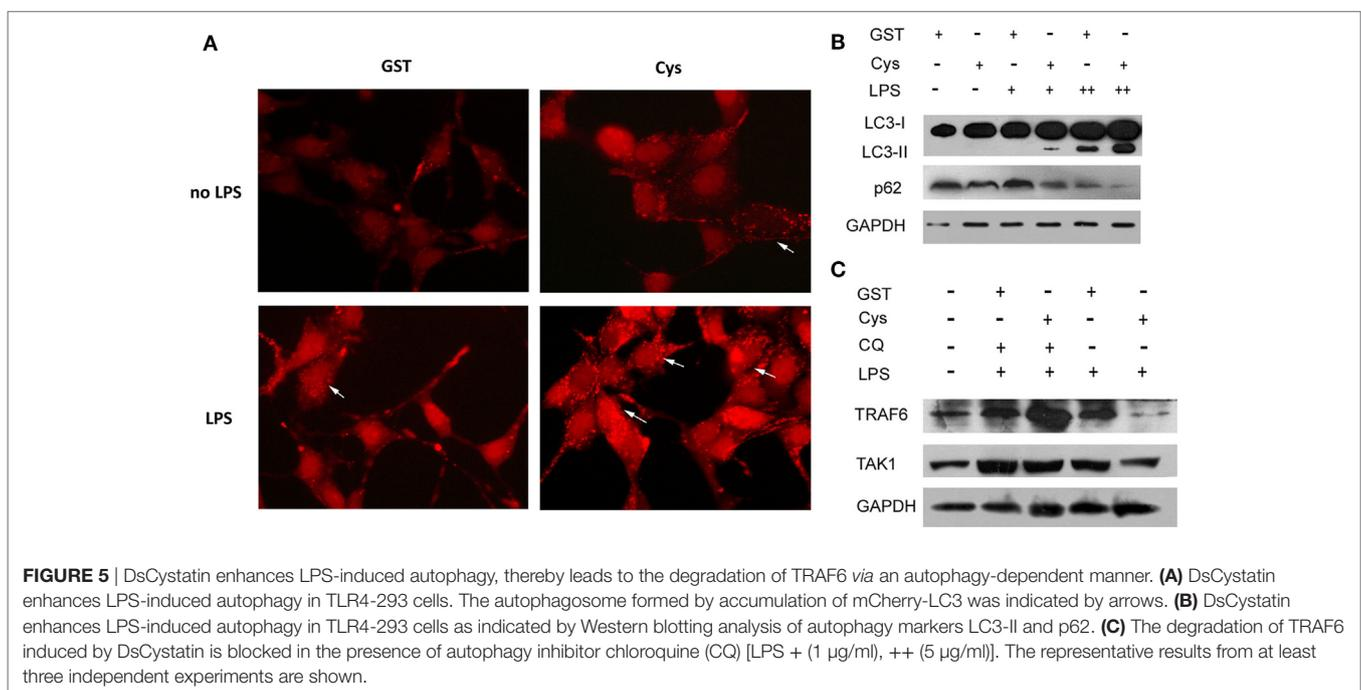 A
GST Cys
no LPS
LPS
B
GST + - + - + -
Cys - + - + - +
LPS - - + + ++ ++
LC3-I
LC3-II
p62
GAPDH
C
GST - + - + -
Cys - - + - +
CQ - + + - -
LPS - + + + +
TRAF6
TAK1
GAPDH
FIGURE 5 | DsCystatin enhances LPS-induced autophagy, thereby leads to the degradation of TRAF6 via an autophagy-dependent manner. (A) DsCystatin
enhances LPS-induced autophagy in TLR4-293 cells. The autophagosome formed by accumulation of mCherry-LC3 was indicated by arrows. (B) DsCystatin
enhances LPS-induced autophagy in TLR4-293 cells as indicated by Western blotting analysis of autophagy markers LC3-II and p62. (C) The degradation of TRAF6
induced by DsCystatin is blocked in the presence of autophagy inhibitor chloroquine (CQ) [LPS + (1 μg/ml), ++ (5 μg/ml)]. The representative results from at least
three independent experiments are shown.